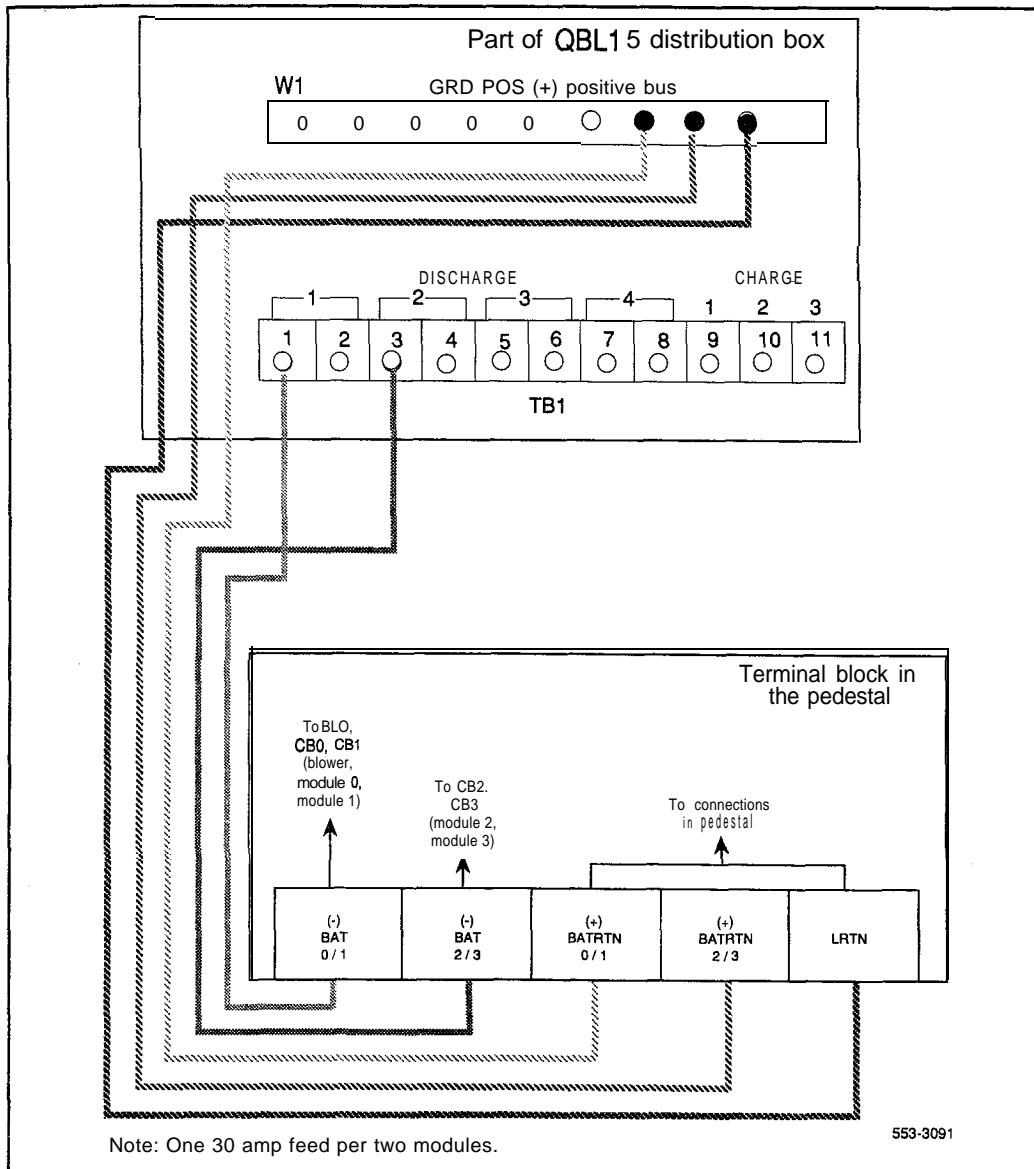 Part of QBL15 distribution box
W1
GRD POS (+) positive bus
0 0 0 0 0
DISCHARGE
CHARGE
1 2 3 4 1 2 3
1 2 3 4 5 6 7 8 9 10 11
TB1
Terminal block in
the pedestal
To BLO,
CB0, CB1
(blower,
module 0,
module 1)
To CB2.
CB3
(module 2,
module 3)
To connections
in pedestal
(-)
BAT
0 / 1
(-)
BAT
2 / 3
(+)
BATRTN
0 / 1
(+)
BATRTN
2 / 3
LRTN
Note: One 30 amp feed per two modules.
553-3091